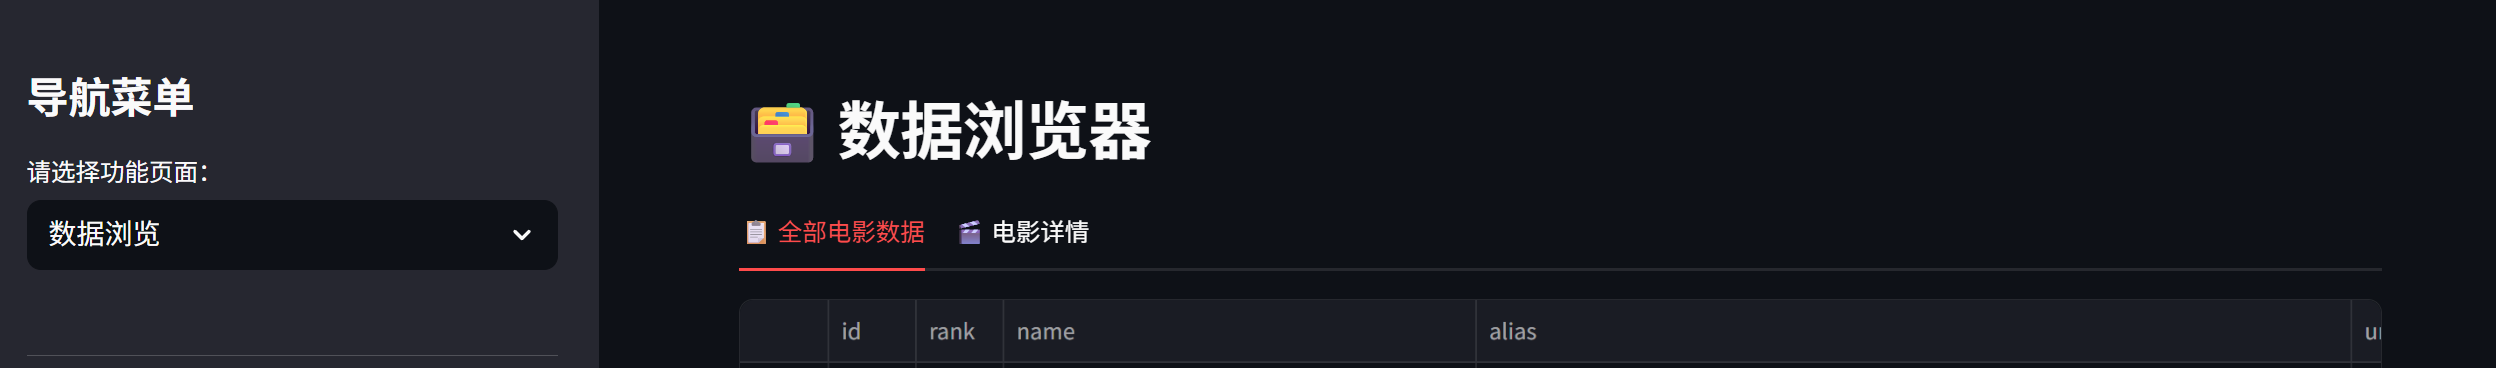 导航菜单
请选择功能页面：
数据浏览
数据浏览器
全部电影数据 电影详情
id rank name alias